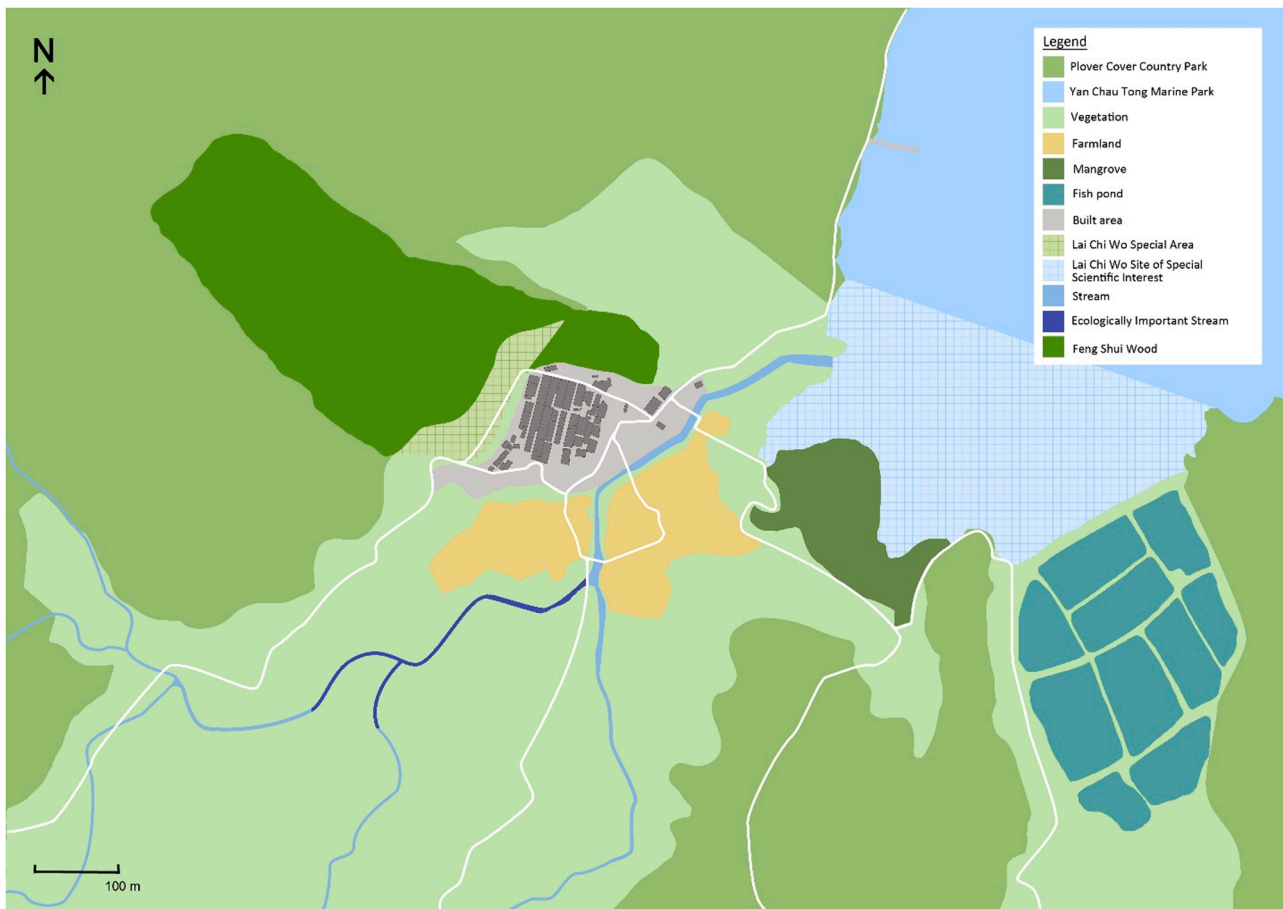 N
Legend
Plover Cover Country Park
Yan Chau Tong Marine Park
Vegetation
Farmland
Mangrove
Fish pond
Built area
Lai Chi Wo Special Area
Lai Chi Wo Site of Special
Scientific Interest
Stream
Ecologically Important Stream
Feng Shui Wood
100 m